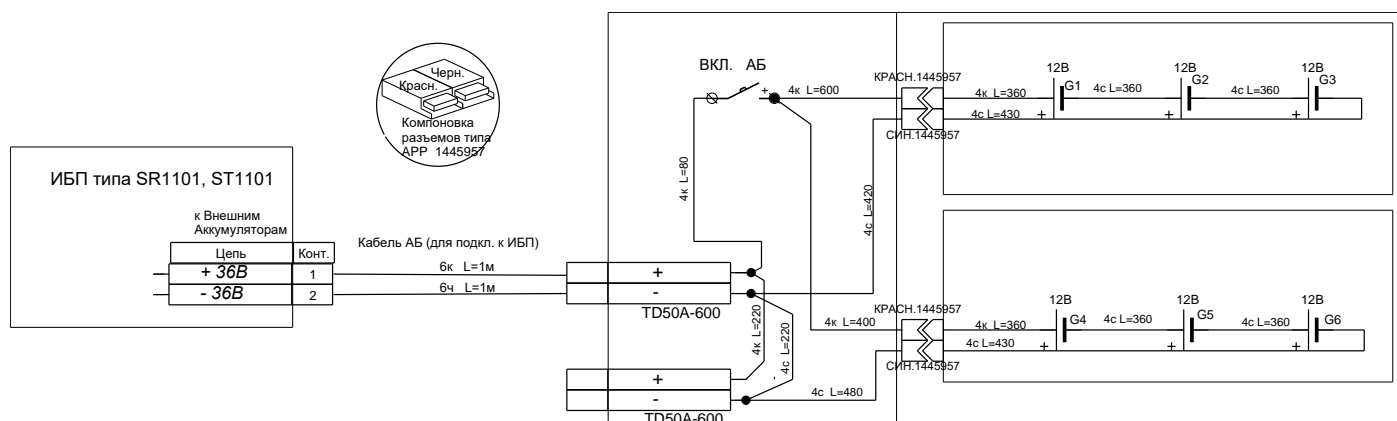 ВКЛ. АБ
Черн.
Красн.
Компоновка
разъемов типа
APP 1445957
ИБП типа SR1101, ST1101
к Внешним
Аккумуляторам
Цепь Конт.
+ 36В 1
- 36В 2
Кабель АБ (для подкл. к ИБП)
6к L=1м
6ч L=1м
+
-
TD50A-600
+
-
TD50A-600
4к L=80
4к L=220
4с L=220
4с L=420
+
4к L=600
4к L=400
4с L=480
КРАСН.1445957
СИН.1445957
4к L=360
12В
G1
4с L=360
12В
G2
4с L=360
12В
G3
4с L=430
+
+
+
КРАСН.1445957
СИН.1445957
4к L=360
12В
G4
4с L=360
12В
G5
4с L=360
12В
G6
4с L=430
+
+
+